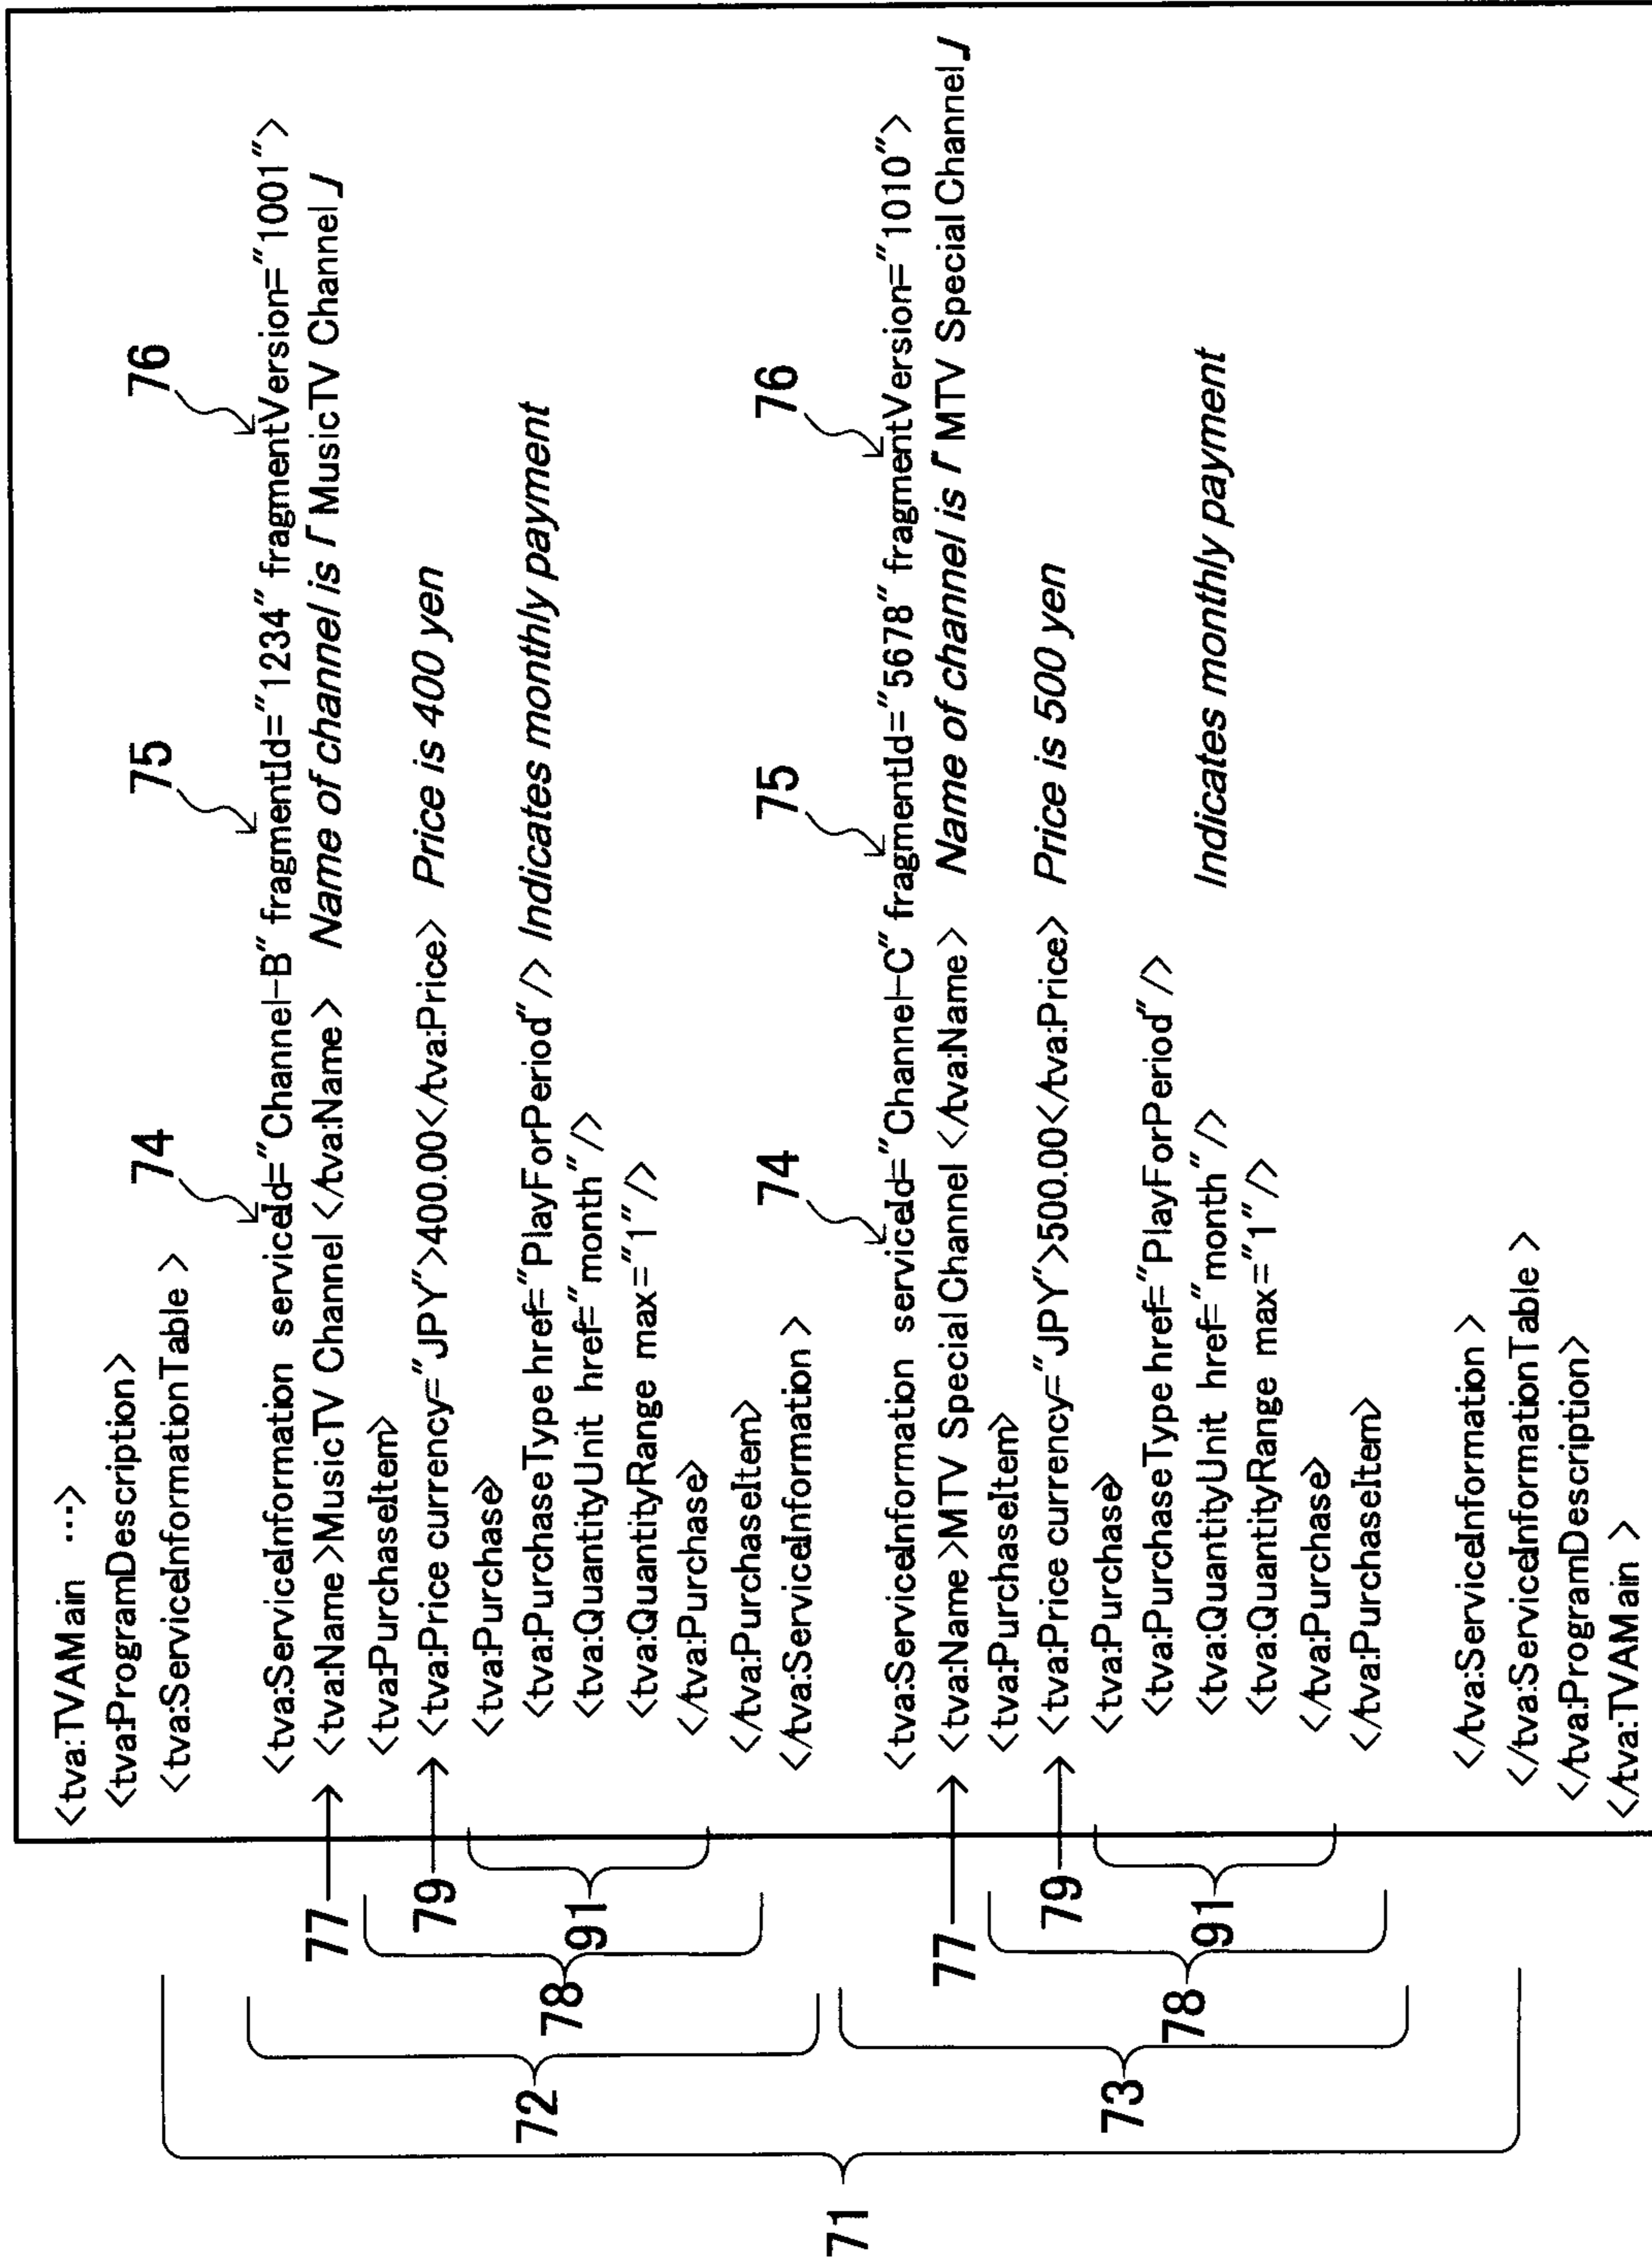 <tva:TVAMain ...>
<tva:ProgramDescription>
<tva:ServiceInformationTable >
74 75 76
<tva:ServiceInformation serviceId="Channel-B" fragmentId="1234" fragmentVersion="1001">
77 <tva:Name >MusicTV Channel </tva:Name> Name of channel is 「 MusicTV Channel」
<tva:PurchaseItem>
79 <tva:Price currency="JPY">400.00</tva:Price> Price is 400 yen
<tva:Purchase>
<tva:PurchaseType href="PlayForPeriod"/> Indicates monthly payment
<tva:QuantityUnit href="month"/>
<tva:QuantityRange max="1"/>
</tva:Purchase>
</tva:PurchaseItem>
</tva:ServiceInformation >
91
78
72
74 75 76
<tva:ServiceInformation serviceId="Channel-C" fragmentId="5678" fragmentVersion="1010">
77 <tva:Name >MTV Special Channel </tva:Name > Name of channel is 「 MTV Special Channel」
<tva:PurchaseItem>
79 <tva:Price currency="JPY">500.00</tva:Price> Price is 500 yen
<tva:Purchase>
<tva:PurchaseType href="PlayForPeriod"/>
<tva:QuantityUnit href="month"/> Indicates monthly payment
<tva:QuantityRange max="1"/>
</tva:Purchase>
</tva:PurchaseItem>
91
78
73
</tva:ServiceInformation >
</tva:ServiceInformationTable >
</tva:ProgramDescription>
</tva:TVAMain >
71